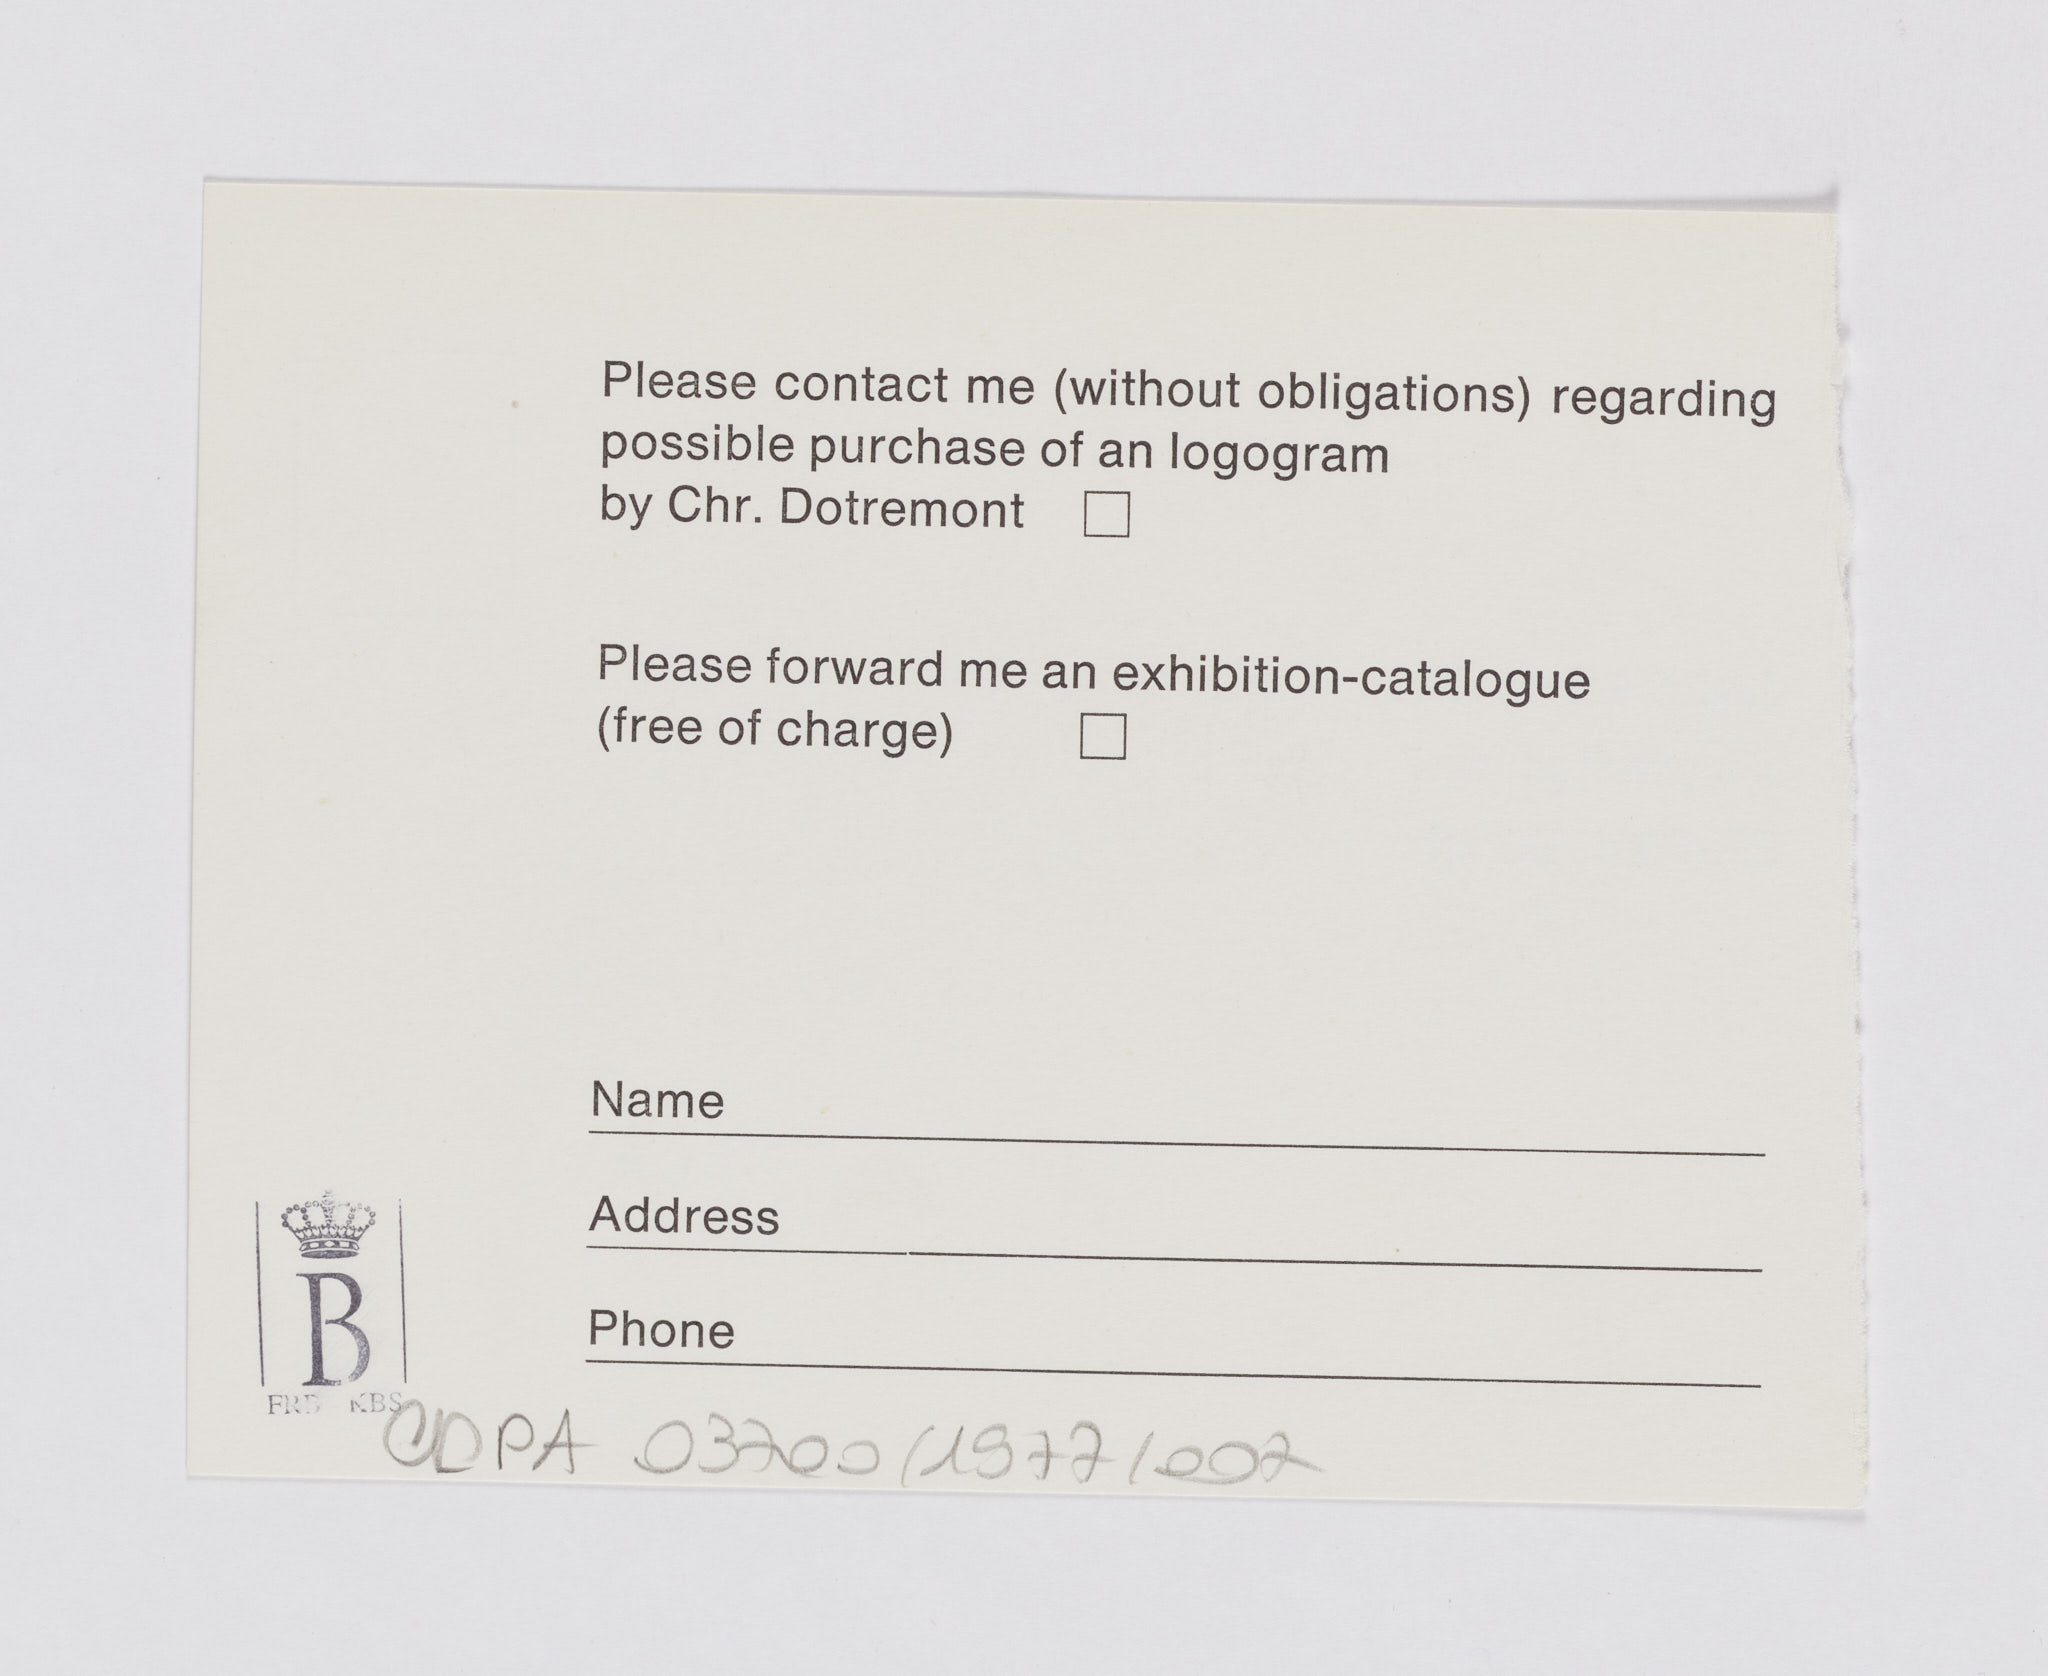 Please contact me (without obligations) regarding
possible purchase of an logogram
by Chr. Dotremont
Please forward me an exhibition-catalogue
(free of charge)
Name
Address
Phone
B
FRB KBS
CDPA 03700/1977/002